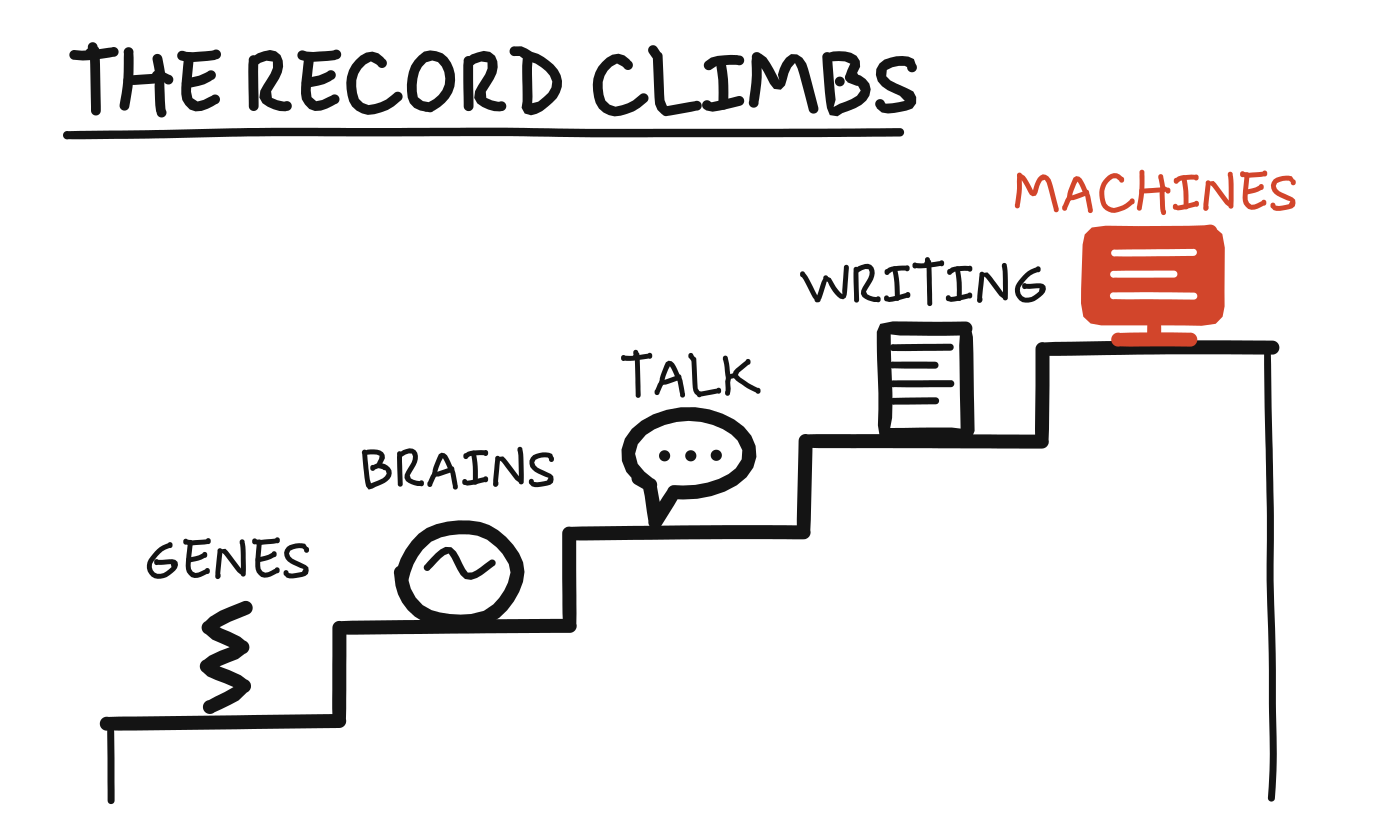 THE RECORD CLIMBS
GENES
BRAINS
TALK
WRITING
MACHINES